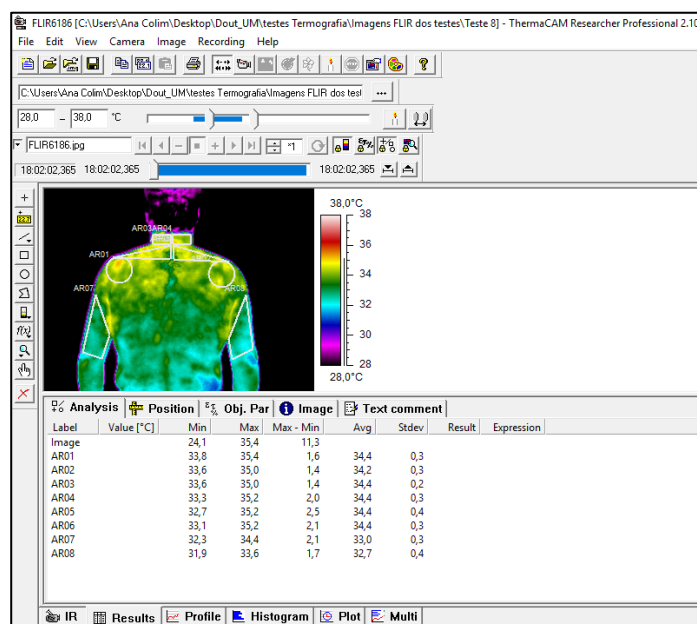 FLIR6186 [C:\Users\Ana Colim\Desktop\Dout_UM\testes Termografia\Imagens FLIR dos testes\Teste 8] - ThermaCAM Researcher Professional 2.10
File Edit View Camera Image Recording Help
C:\Users\Ana Colim\Desktop\Dout_UM\testes Termografia\Imagens FLIR dos tesl ...
28,0 – 38,0 °C
FLIR6186.jpg ×1
18:02:02,365 18:02:02,365 18:02:02,365
38,0°C
38
36
34
32
30
28
28,0°C
AR03 AR04
AR01
AR07
Analysis Position Obj. Par Image Text comment
Label Value [°C] Min Max Max - Min Avg Stdev Result Expression
Image 24,1 35,4 11,3
AR01 33,8 35,4 1,6 34,4 0,3
AR02 33,6 35,0 1,4 34,2 0,3
AR03 33,6 35,0 1,4 34,4 0,2
AR04 33,3 35,2 2,0 34,4 0,3
AR05 32,7 35,2 2,5 34,4 0,4
AR06 33,1 35,2 2,1 34,4 0,3
AR07 32,3 34,4 2,1 33,0 0,3
AR08 31,9 33,6 1,7 32,7 0,4
IR Results Profile Histogram Plot Multi